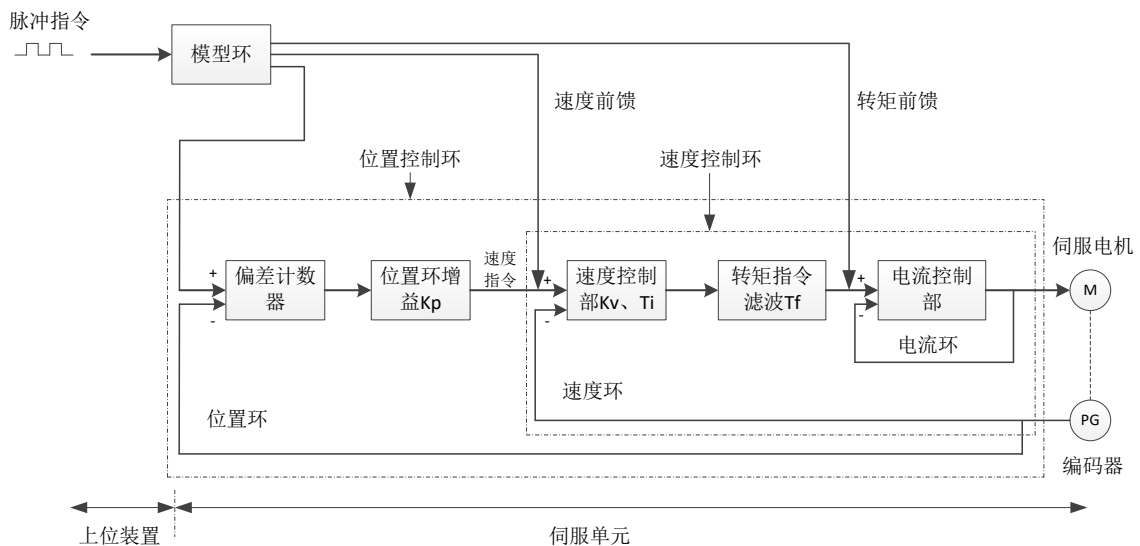 脉冲指令
模型环
速度前馈
转矩前馈
位置控制环
速度控制环
伺服电机
+
偏差计数
器
-
位置环增
益Kp
速度
指令
+
速度控制
部Kv、Ti
-
转矩指令
滤波Tf
+
电流控制
部
-
M
电流环
速度环
位置环
PG
编码器
上位装置
伺服单元